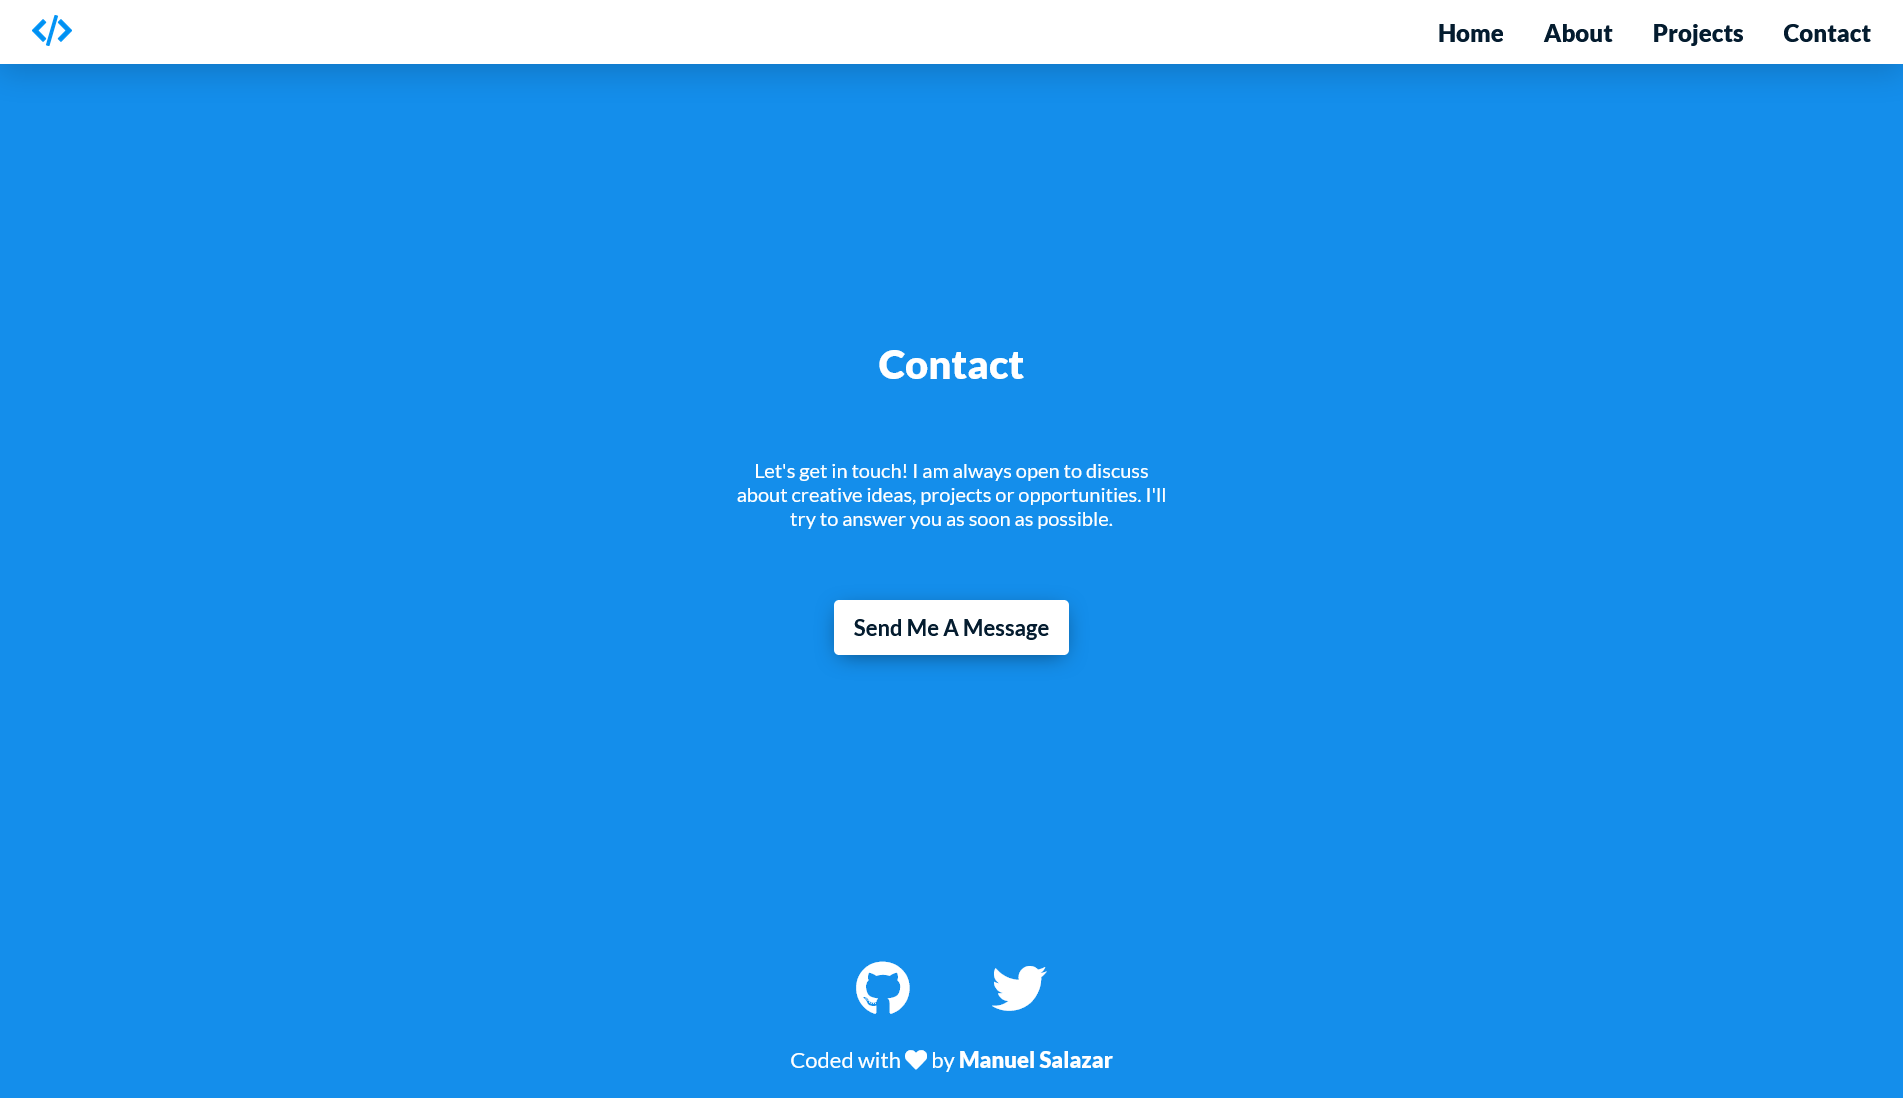 Home About Projects Contact
Contact
Let's get in touch! I am always open to discuss
about creative ideas, projects or opportunities. I'll
try to answer you as soon as possible.
Send Me A Message
Coded with by Manuel Salazar